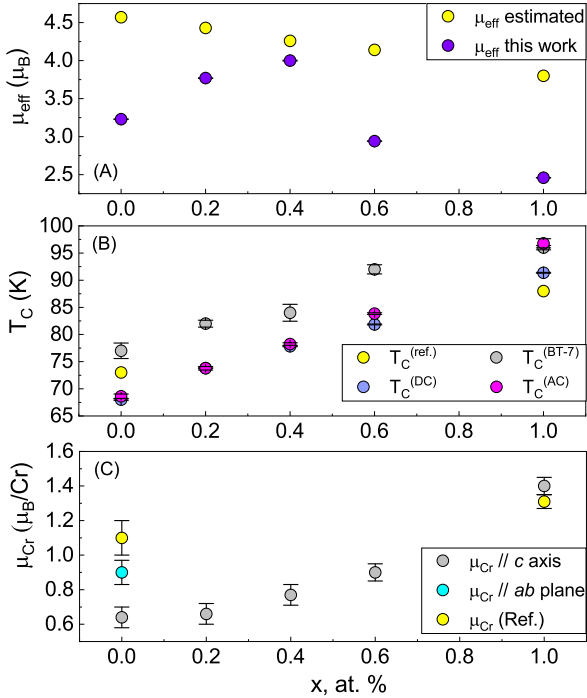 μeff (μB)
4.5
4.0
3.5
3.0
2.5
μeff estimated
μeff this work
(A)
0.0 0.2 0.4 0.6 0.8 1.0
TC (K)
100
95
90
85
80
75
70
65
(B)
TC(ref.) TC(BT-7)
TC(DC) TC(AC)
0.0 0.2 0.4 0.6 0.8 1.0
μCr (μB/Cr)
1.6
1.4
1.2
1.0
0.8
0.6
(C)
μCr // c axis
μCr // ab plane
μCr (Ref.)
0.0 0.2 0.4 0.6 0.8 1.0
x, at. %